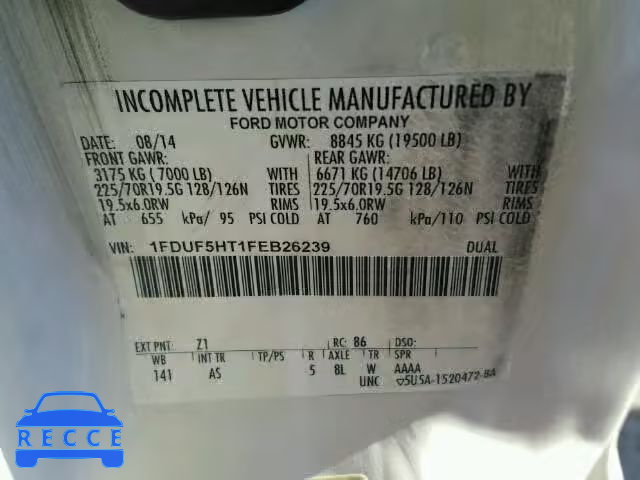 INCOMPLETE VEHICLE MANUFACTURED BY
FORD MOTOR COMPANY
DATE: 08/14 GVWR: 8845 KG (19500 LB)
FRONT GAWR: REAR GAWR:
3175 KG (7000 LB) WITH 6671 KG (14706 LB) WITH
225/70R19.5G 128/126N TIRES 225/70R19.5G 128/126N TIRES
19.5x6.0RW RIMS 19.5x6.0RW RIMS
AT 655 kPa/ 95 PSI COLD AT 760 kPa/110 PSI COLD
VIN: 1FDUF5HT1FEB26239 DUAL
EXT PNT: Z1 RC: 86 DSO:
WB INT TR TP/PS R AXLE TR SPR
141 AS 5 8L W AAAA
UNC 5U5A-1520472-BA
RECCE